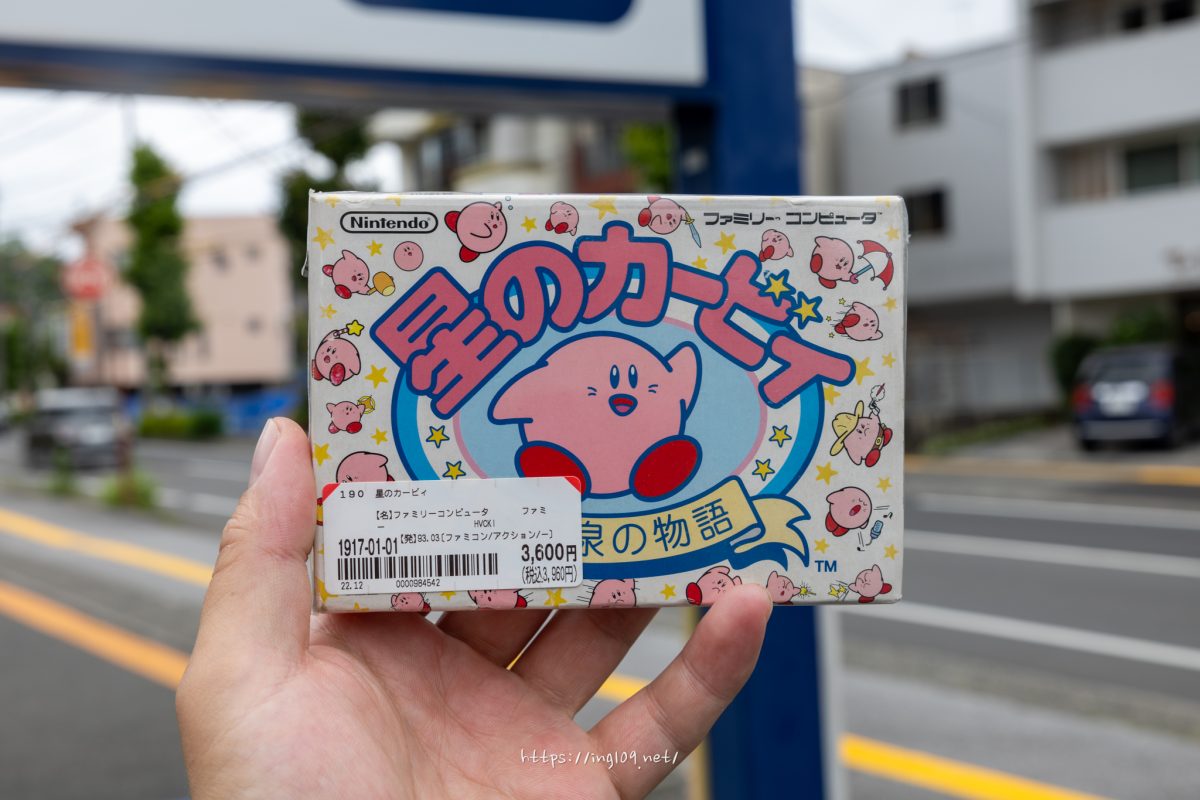 Nintendo®
ファミリー コンピュータ™
星のカービィ
泉の物語
TM
190 星のカービィ
【名】ファミリーコンピュータ ファミ
ー HVCKI
1917-01-01 【発】93.03[ファミコン/アクション/ー]
3,600円
(税込3,960円)
22.12 0000984542
https://ing109.net/